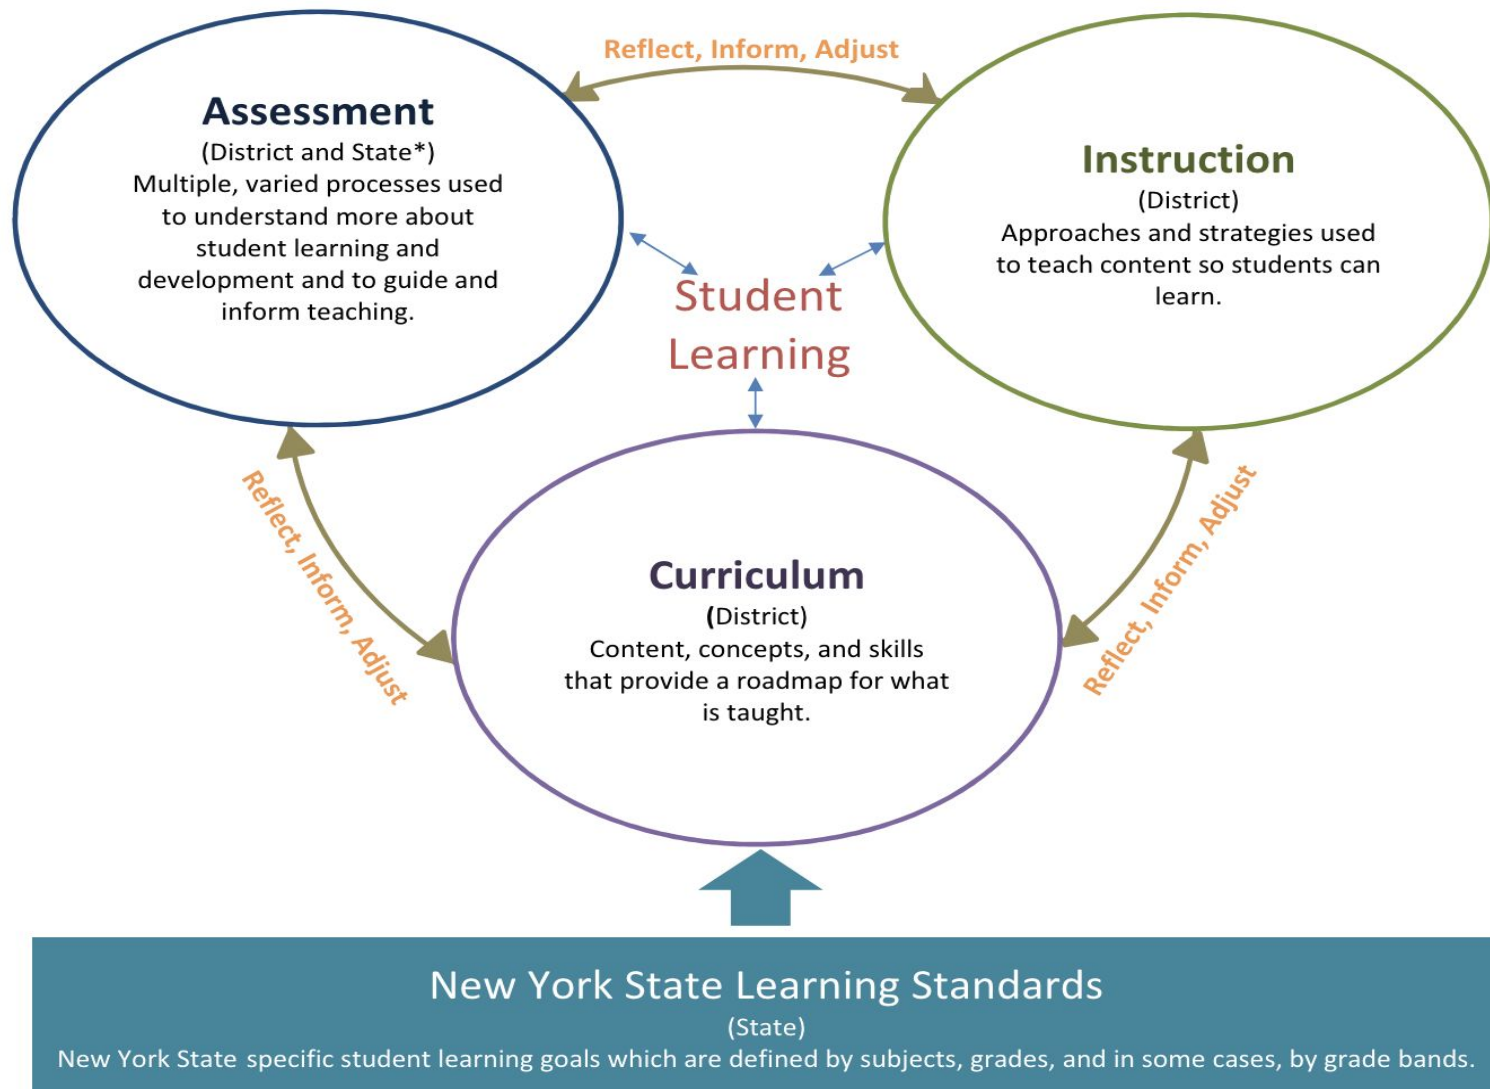 Reflect, Inform, Adjust
Assessment
(District and State*)
Multiple, varied processes used
to understand more about
student learning and
development and to guide and
inform teaching.
Instruction
(District)
Approaches and strategies used
to teach content so students can
learn.
Student
Learning
Reflect, Inform, Adjust
Reflect, Inform, Adjust
Curriculum
(District)
Content, concepts, and skills
that provide a roadmap for what
is taught.
New York State Learning Standards
(State)
New York State specific student learning goals which are defined by subjects, grades, and in some cases, by grade bands.